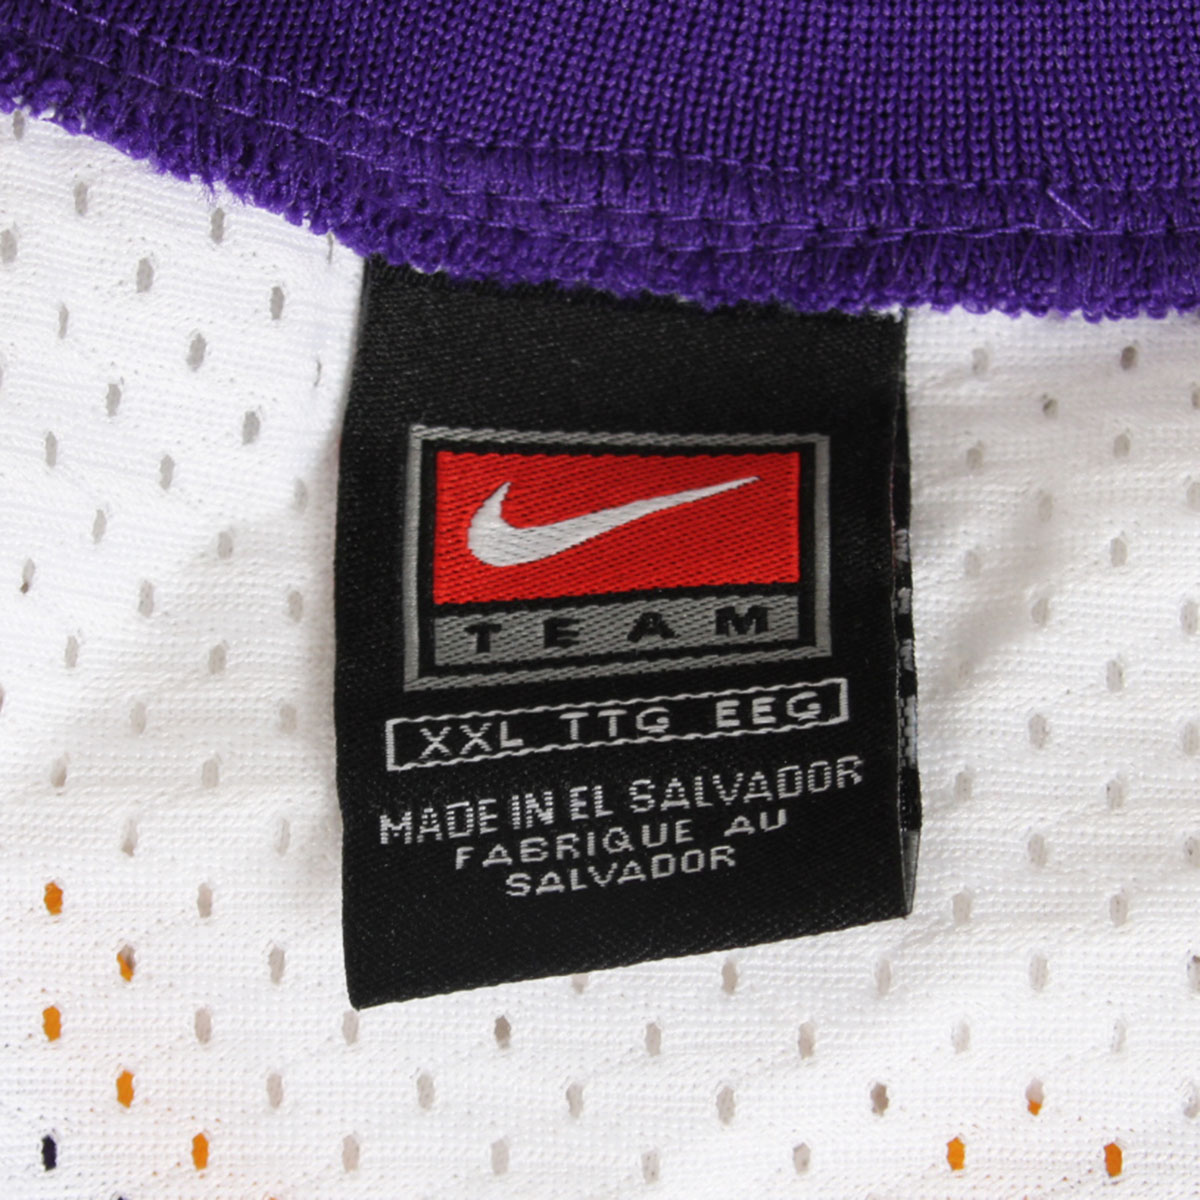 TEAM
XXL TTG EEG
MADE IN EL SALVADOR
FABRIQUE AU
SALVADOR